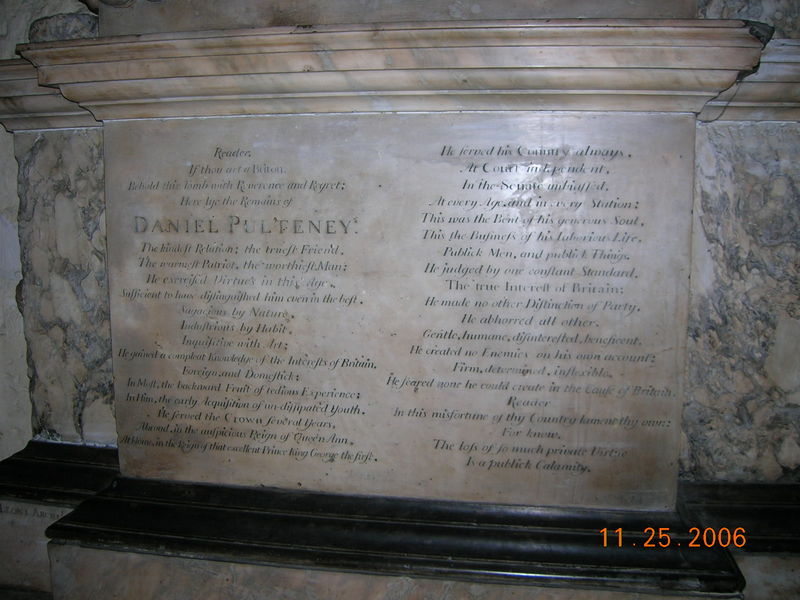 Reader,
If thou art a Briton,
Behold this tomb with Reverence and Regret;
Here lye the Remains of
DANIEL PULTENEY:
The kindest Relation; the truest Friend,
The warmest Patriot, the worthiest Man;
He exercised Virtues in this Age,
Sufficient to have distinguished him even in the best.
Sagacious by Nature,
Industrious by Habit,
Inquisitive with Art;
He gained a compleat Knowledge of the Interests of Britain,
Foreign and Domestick;
In Most, the backward Fruit of tedious Experience;
In Him, the early Acquisition of undissipated Youth.
He served the Crown several Years,
Abroad, in the auspicious Reign of Queen Ann,
At Home, in the Reign of that excellent Prince King George the first.
He served his Country always,
At Court independent,
In the Senate unbiassed,
At every Age, and in every Station;
This was the Bent of his generous Soul,
This the Business of his laborious Life,
Publick Men, and publick Things,
He judged by one constant Standard,
The true Interest of Britain;
He made no other Distinction of Party,
He abhorred all other.
Gentle, humane, disinterested, beneficent,
He created no Enemies on his own account;
Firm, determined, inflexible,
He feared none he could create in the Cause of Britain.
Reader
In this misfortune of thy Country lament thy own;
For know,
The loss of so much private Virtue
Is a publick Calamity.
11.25.2006